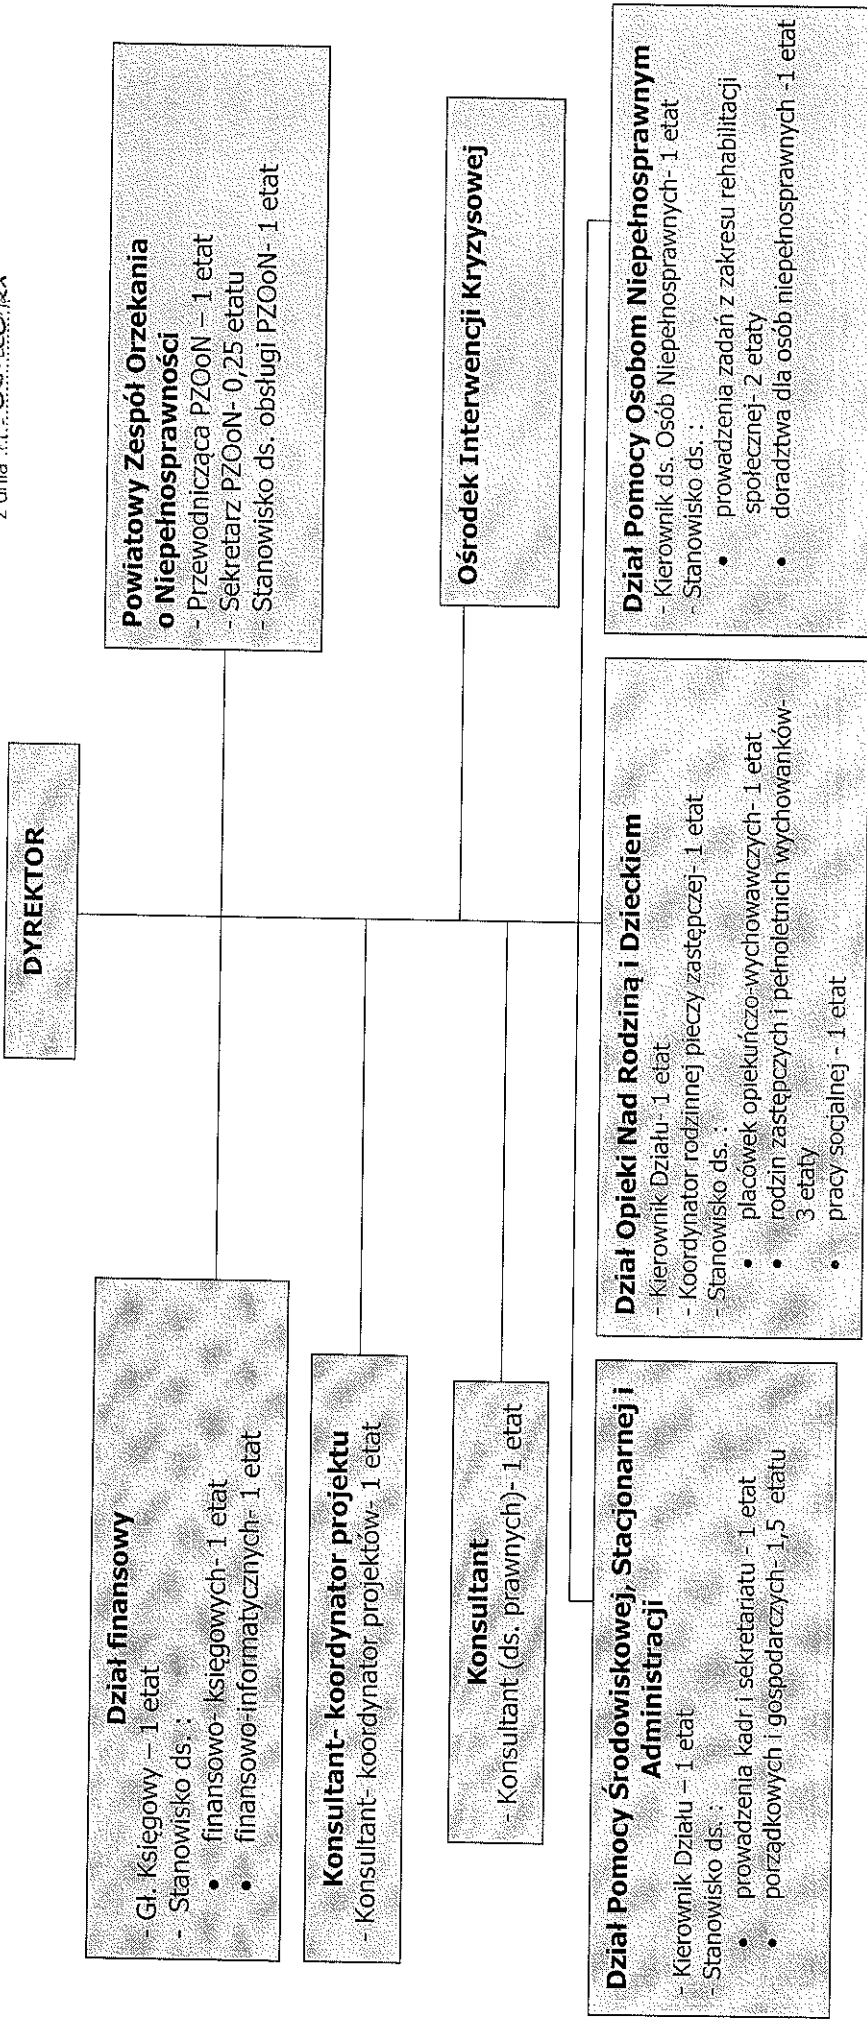 z dnia
DYREKTOR
Dział finansowy
- Gł. Księgowy – 1 etat
- Stanowisko ds. :
• finansowo- księgowych- 1 etat
• finansowo-informatycznych- 1 etat
Powiatowy Zespół Orzekania
o Niepełnosprawności
- Przewodnicząca PZOoN – 1 etat
- Sekretarz PZOoN- 0,25 etatu
- Stanowisko ds. obsługi PZOoN- 1 etat
Konsultant- koordynator projektu
- Konsultant- koordynator projektów- 1 etat
Ośrodek Interwencji Kryzysowej
Konsultant
- Konsultant (ds. prawnych)- 1 etat
Dział Pomocy Środowiskowej, Stacjonarnej i
Administracji
- Kierownik Działu – 1 etat
- Stanowisko ds. :
• prowadzenia kadr i sekretariatu - 1 etat
• porządkowych i gospodarczych- 1,5 etatu
Dział Opieki Nad Rodziną i Dzieckiem
- Kierownik Działu- 1 etat
- Koordynator rodzinnej pieczy zastępczej- 1 etat
- Stanowisko ds. :
• placówek opiekuńczo-wychowawczych- 1 etat
• rodzin zastępczych i pełnoletnich wychowanków-
3 etaty
• pracy socjalnej - 1 etat
Dział Pomocy Osobom Niepełnosprawnym
- Kierownik ds. Osób Niepełnosprawnych- 1 etat
- Stanowisko ds. :
• prowadzenia zadań z zakresu rehabilitacji
społecznej- 2 etaty
• doradztwa dla osób niepełnosprawnych -1 etat